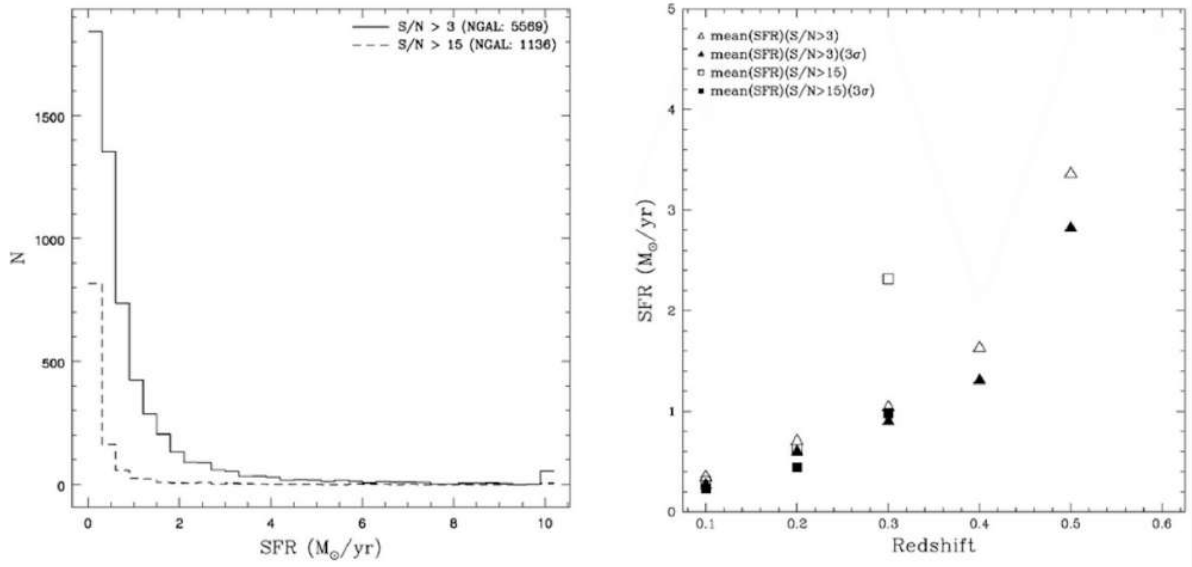 S/N > 3 (NGAL: 5569)
S/N > 15 (NGAL: 1136)
1500
1000
500
0
N
0
2
4
6
8
10
SFR (M⊙/yr)
mean(SFR)(S/N>3)
mean(SFR)(S/N>3)(3σ)
mean(SFR)(S/N>15)
mean(SFR)(S/N>15)(3σ)
5
4
3
2
1
0
SFR (M⊙/yr)
0.1
0.2
0.3
0.4
0.5
0.6
Redshift